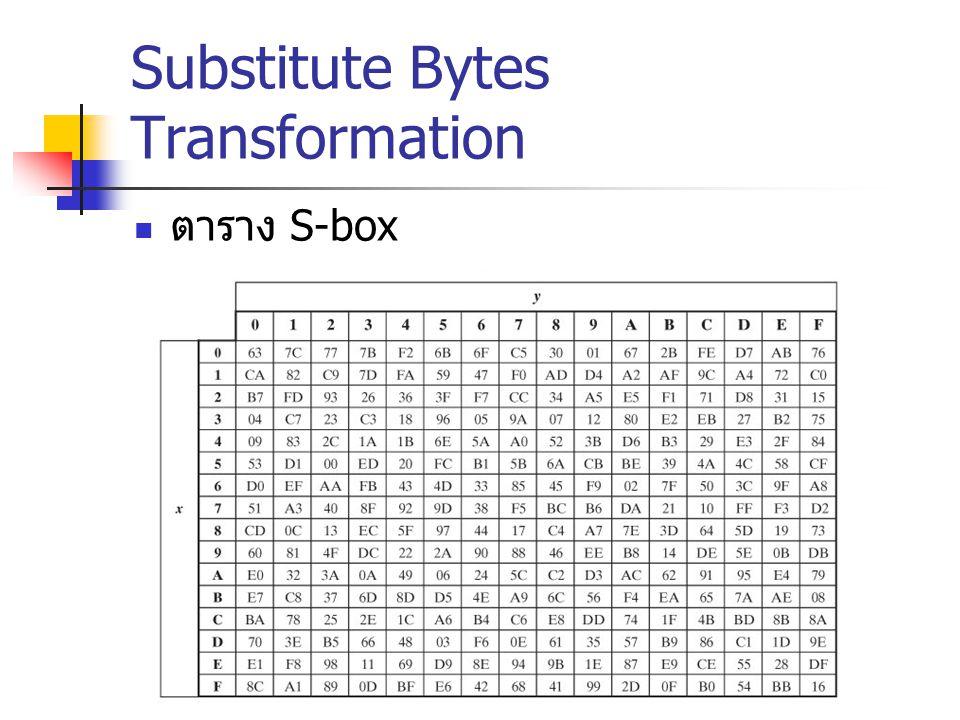 Substitute Bytes
Transformation
ตาราง S-box
y
0 1 2 3 4 5 6 7 8 9 A B C D E F
0 63 7C 77 7B F2 6B 6F C5 30 01 67 2B FE D7 AB 76
1 CA 82 C9 7D FA 59 47 F0 AD D4 A2 AF 9C A4 72 C0
2 B7 FD 93 26 36 3F F7 CC 34 A5 E5 F1 71 D8 31 15
3 04 C7 23 C3 18 96 05 9A 07 12 80 E2 EB 27 B2 75
4 09 83 2C 1A 1B 6E 5A A0 52 3B D6 B3 29 E3 2F 84
5 53 D1 00 ED 20 FC B1 5B 6A CB BE 39 4A 4C 58 CF
6 D0 EF AA FB 43 4D 33 85 45 F9 02 7F 50 3C 9F A8
x 7 51 A3 40 8F 92 9D 38 F5 BC B6 DA 21 10 FF F3 D2
8 CD 0C 13 EC 5F 97 44 17 C4 A7 7E 3D 64 5D 19 73
9 60 81 4F DC 22 2A 90 88 46 EE B8 14 DE 5E 0B DB
A E0 32 3A 0A 49 06 24 5C C2 D3 AC 62 91 95 E4 79
B E7 C8 37 6D 8D D5 4E A9 6C 56 F4 EA 65 7A AE 08
C BA 78 25 2E 1C A6 B4 C6 E8 DD 74 1F 4B BD 8B 8A
D 70 3E B5 66 48 03 F6 0E 61 35 57 B9 86 C1 1D 9E
E E1 F8 98 11 69 D9 8E 94 9B 1E 87 E9 CE 55 28 DF
F 8C A1 89 0D BF E6 42 68 41 99 2D 0F B0 54 BB 16